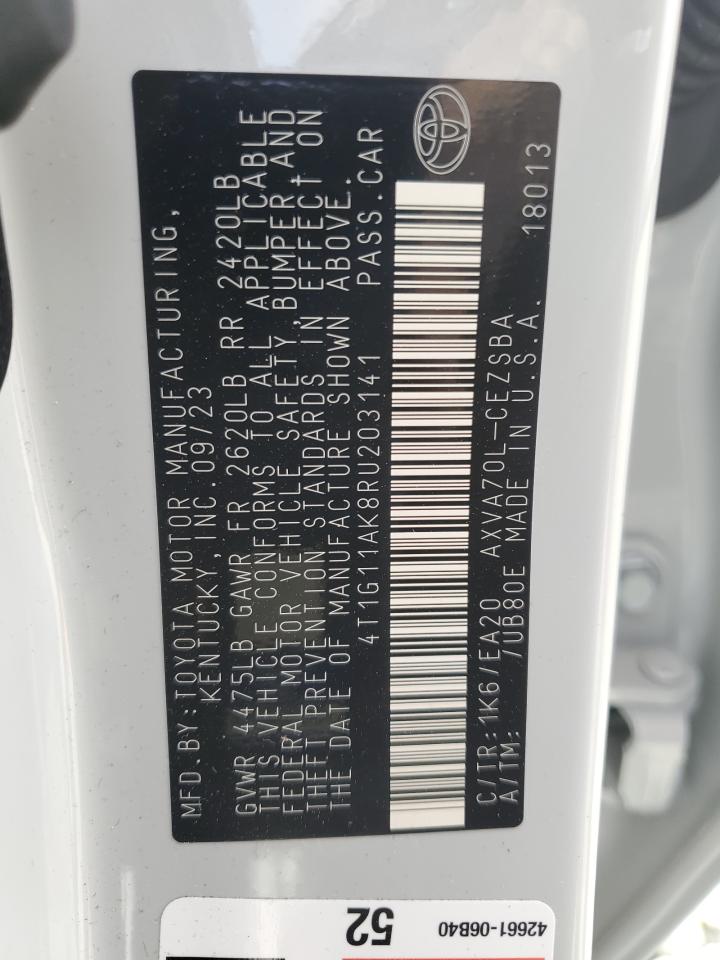 MFD.BY:TOYOTA MOTOR MANUFACTURING,
KENTUCKY,INC.09/23
GVWR 4475LB GAWR FR 2620LB RR 2420LB
THIS VEHICLE CONFORMS TO ALL APPLICABLE
FEDERAL MOTOR VEHICLE SAFETY,BUMPER AND
THEFT PREVENTION STANDARDS IN EFFECT ON
THE DATE OF MANUFACTURE SHOWN ABOVE.
4T1G11AK8RU203141 PASS.CAR
C/TR:1K6/EA20 AXVA70L-CEZSBA 18013
A/TM: /UB80E MADE IN U.S.A.
52
42661-06B40